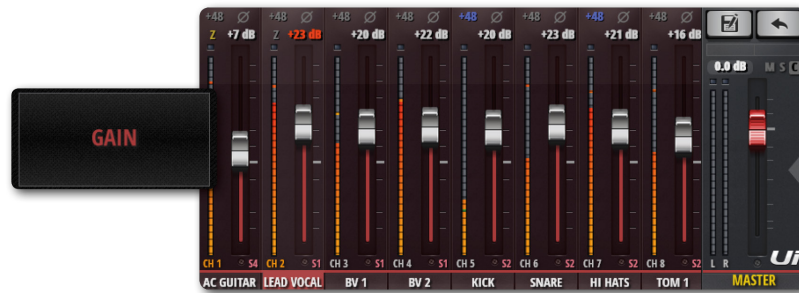 +48 Ø +48 Ø +48 Ø +48 Ø +48 Ø +48 Ø +48 Ø +48 Ø
Z +7 dB Z +23 dB +20 dB +22 dB +20 dB +23 dB +21 dB +16 dB
0.0 dB M S
GAIN
CH 1 S4 CH 2 S1 CH 3 S1 CH 4 S1 CH 5 S2 CH 6 S2 CH 7 S2 CH 8 S2
L R Ui
AC GUITAR LEAD VOCAL BV 1 BV 2 KICK SNARE HI HATS TOM 1 MASTER